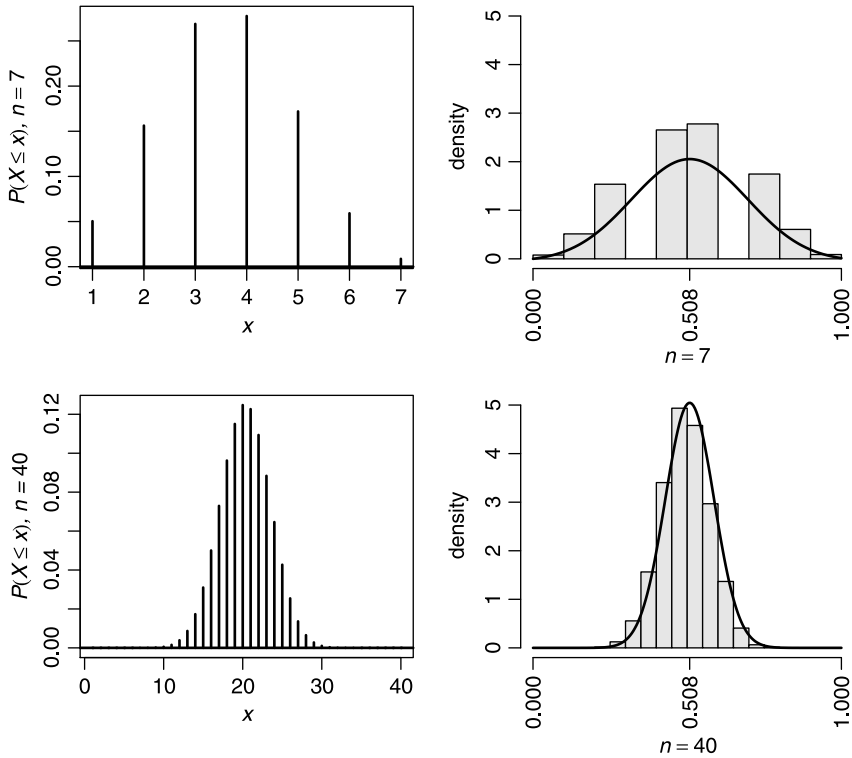 P(X ≤ x), n = 7
0.00 0.10 0.20
1 2 3 4 5 6 7
x
density
0 1 2 3 4 5
0.000 0.508 1.000
n = 7
P(X ≤ x), n = 40
0.00 0.04 0.08 0.12
0 10 20 30 40
x
density
0 1 2 3 4 5
0.000 0.508 1.000
n = 40